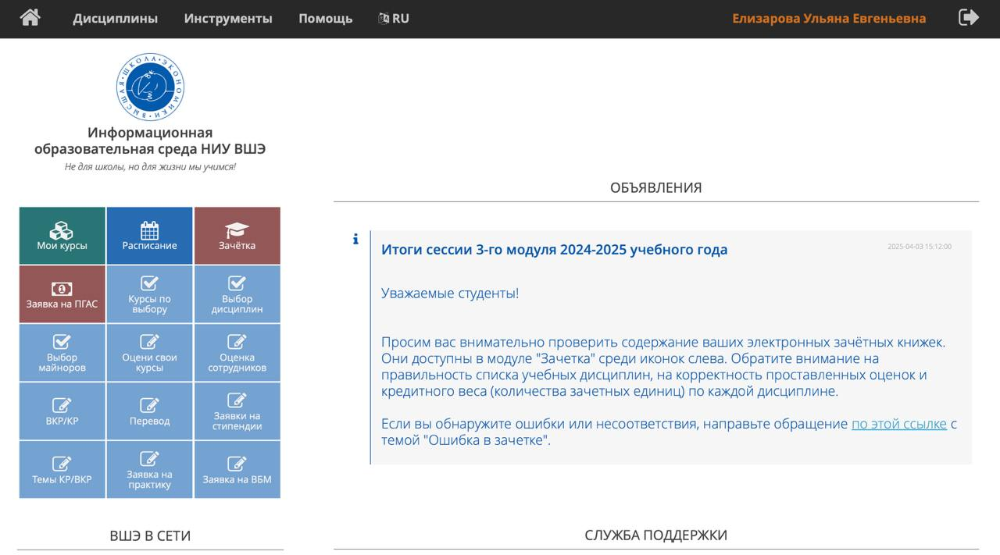 Дисциплины Инструменты Помощь RU Елизарова Ульяна Евгеньевна
ВЫСШАЯ • ШКОЛА • ЭКОНОМИКИ •
Информационная
образовательная среда НИУ ВШЭ
Не для школы, но для жизни мы учимся!
Мои курсы
Расписание
Зачётка
Заявка на ПГАС
Курсы по
выбору
Выбор
дисциплин
Выбор
майноров
Оцени свои
курсы
Оценка
сотрудников
ВКР/КР
Перевод
Заявки на
стипендии
Темы КР/ВКР
Заявка на
практику
Заявка на ВБМ
ВШЭ В СЕТИ
ОБЪЯВЛЕНИЯ
Итоги сессии 3-го модуля 2024-2025 учебного года 2025-04-03 15:12:00
Уважаемые студенты!
Просим вас внимательно проверить содержание ваших электронных зачётных книжек.
Они доступны в модуле "Зачетка" среди иконок слева. Обратите внимание на
правильность списка учебных дисциплин, на корректность проставленных оценок и
кредитного веса (количества зачетных единиц) по каждой дисциплине.
Если вы обнаружите ошибки или несоответствия, направьте обращение по этой ссылке с
темой "Ошибка в зачетке".
СЛУЖБА ПОДДЕРЖКИ